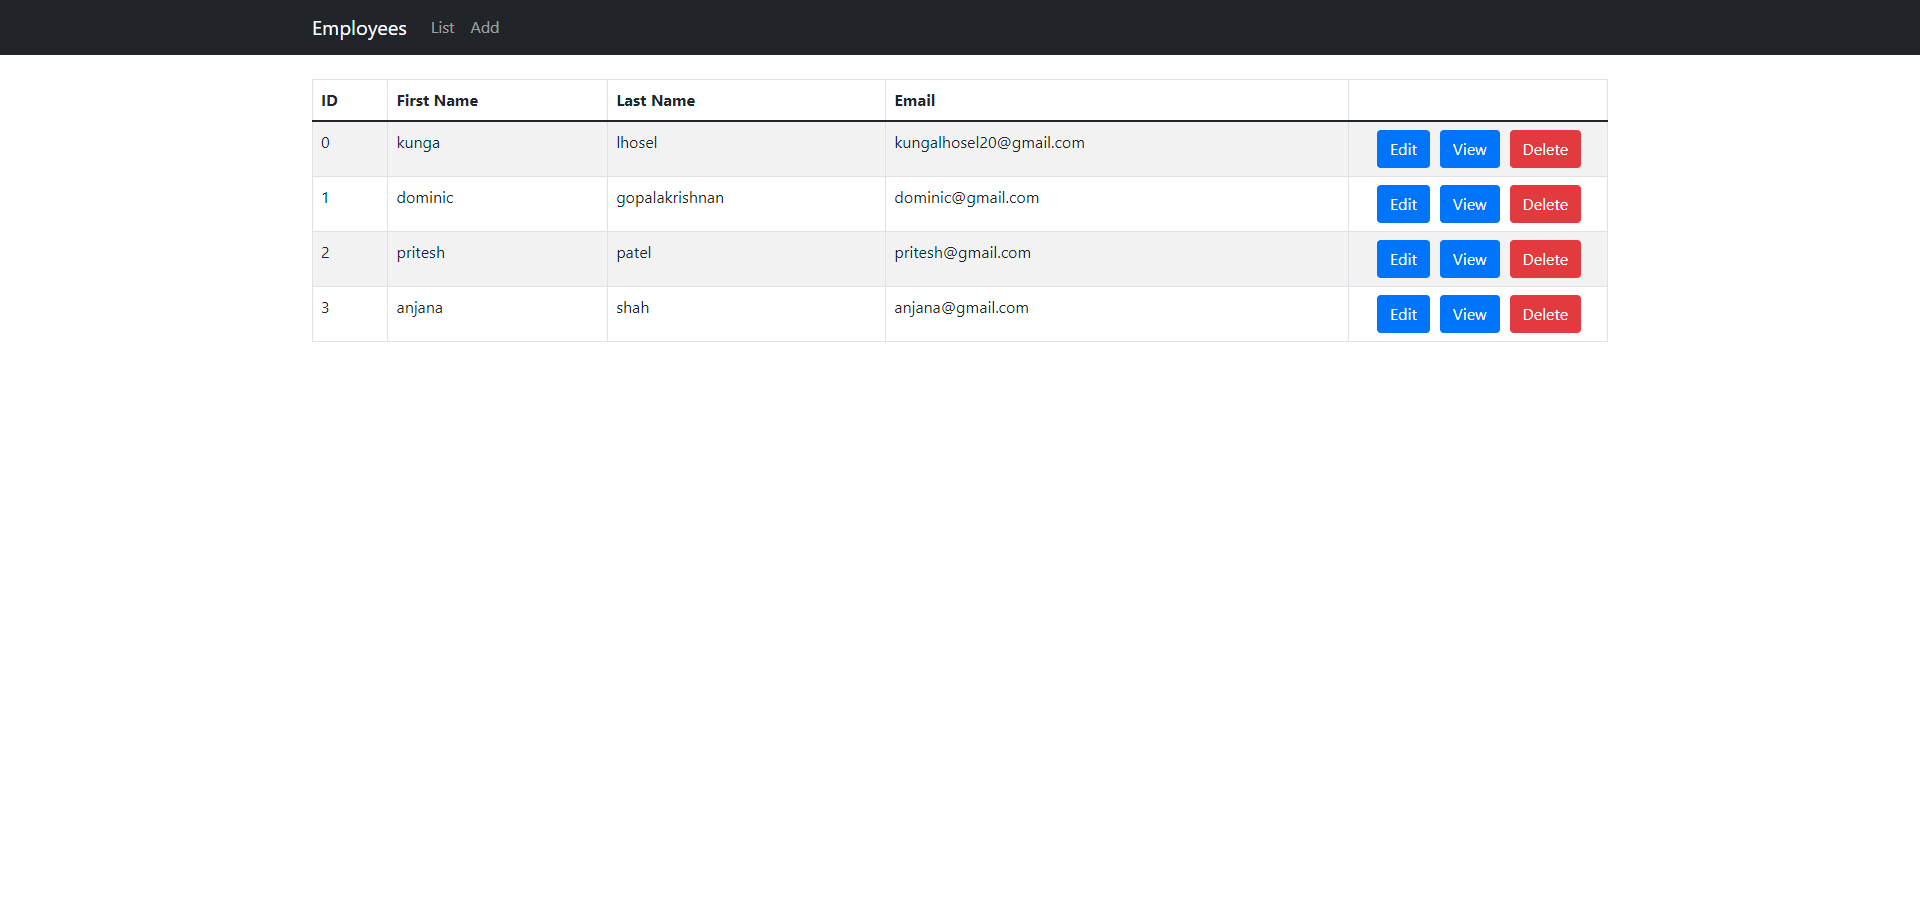 Employees List Add
ID First Name Last Name Email
0 kunga lhosel kungalhosel20@gmail.com Edit View Delete
1 dominic gopalakrishnan dominic@gmail.com Edit View Delete
2 pritesh patel pritesh@gmail.com Edit View Delete
3 anjana shah anjana@gmail.com Edit View Delete